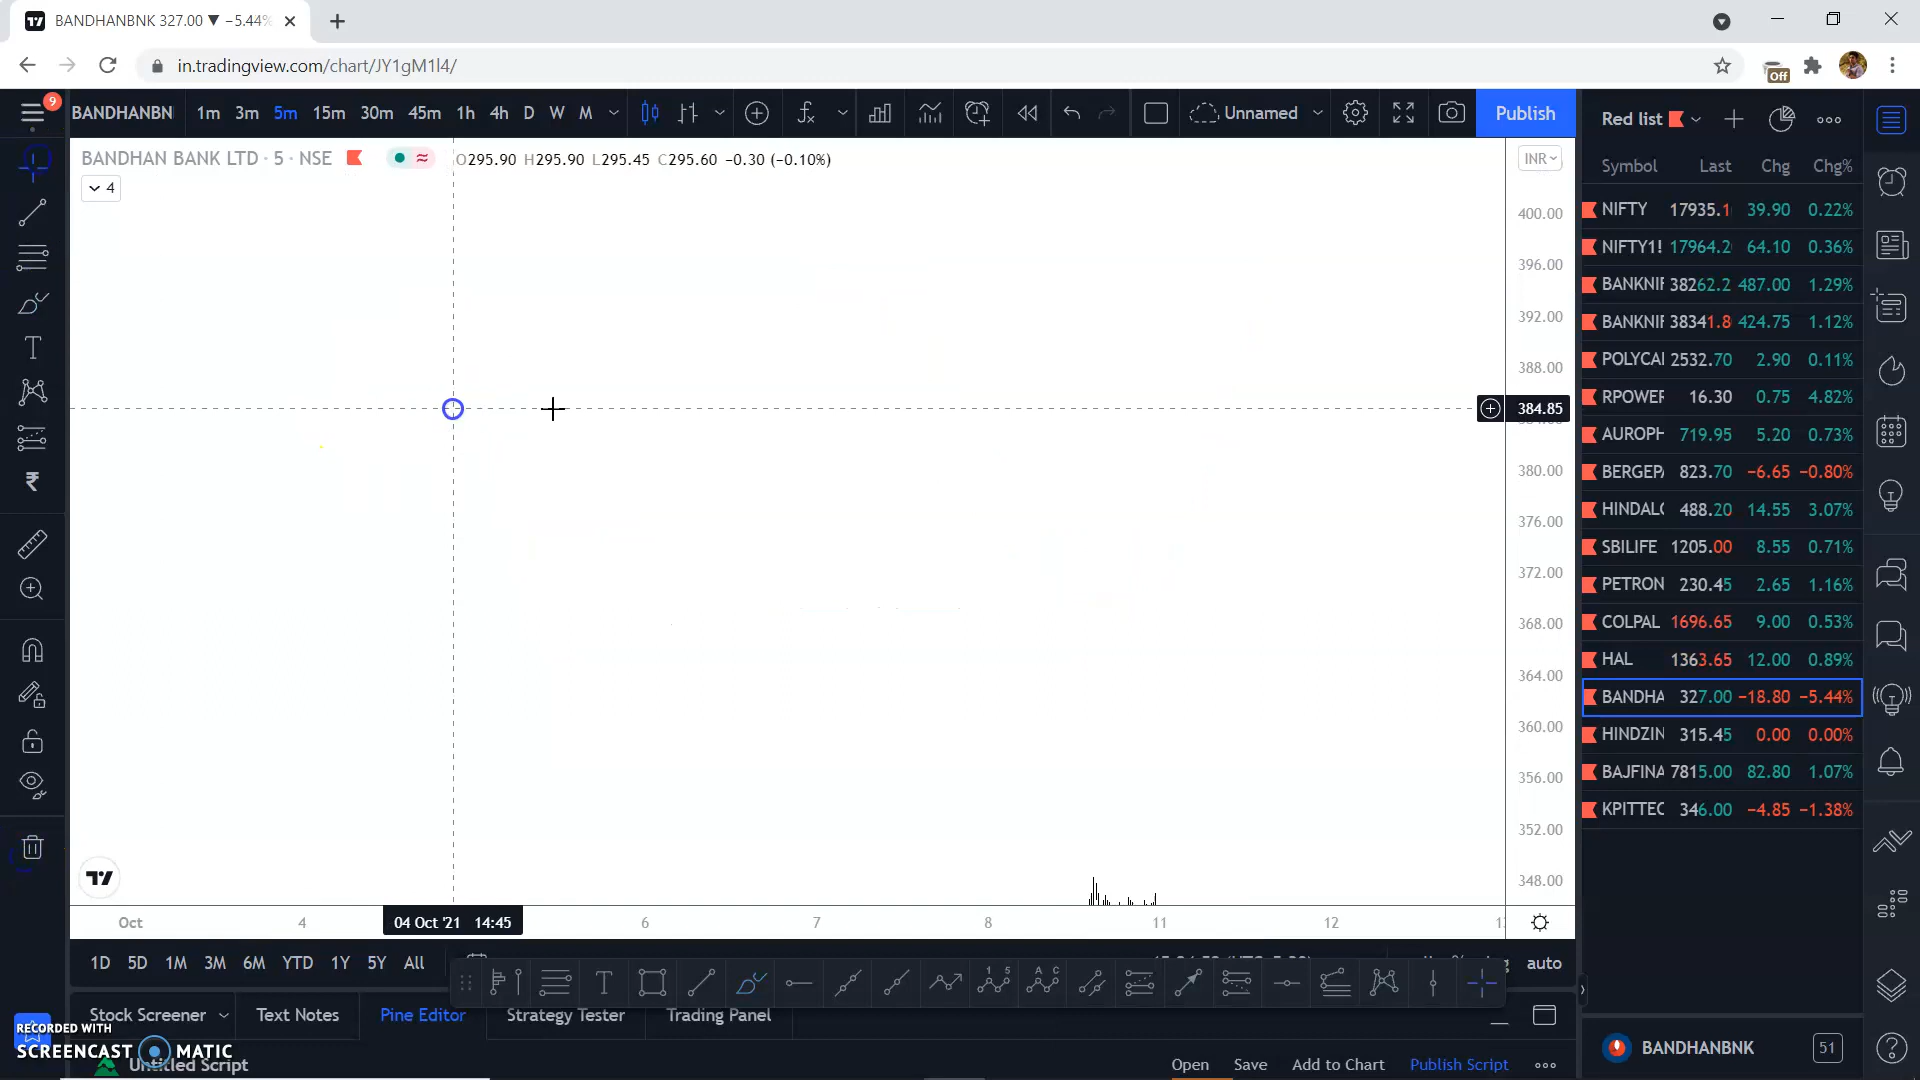 BANDHANBNK 327.00 ▼ −5.44%
in.tradingview.com/chart/JY1gM1l4/
Off
9
BANDHANBN 1m 3m 5m 15m 30m 45m 1h 4h D W M Unnamed Publish
Red list
BANDHAN BANK LTD · 5 · NSE O295.90 H295.90 L295.45 C295.60 −0.30 (−0.10%)
INR
4
Symbol Last Chg Chg%
NIFTY 17935.1 39.90 0.22%
NIFTY1! 17964.2 64.10 0.36%
BANKNIF 38262.2 487.00 1.29%
BANKNIF 38341.8 424.75 1.12%
POLYCAI 2532.70 2.90 0.11%
RPOWER 16.30 0.75 4.82%
AUROPH 719.95 5.20 0.73%
BERGEPA 823.70 −6.65 −0.80%
HINDALC 488.20 14.55 3.07%
SBILIFE 1205.00 8.55 0.71%
PETRON 230.45 2.65 1.16%
COLPAL 1696.65 9.00 0.53%
HAL 1363.65 12.00 0.89%
BANDHA 327.00 −18.80 −5.44%
HINDZIN 315.45 0.00 0.00%
BAJFINA 7815.00 82.80 1.07%
KPITTEC 346.00 −4.85 −1.38%
400.00
396.00
392.00
388.00
384.85
380.00
376.00
372.00
368.00
364.00
360.00
356.00
352.00
348.00
Oct 4 04 Oct '21 14:45 6 7 8 11 12
1D 5D 1M 3M 6M YTD 1Y 5Y All auto
Stock Screener Text Notes Pine Editor Strategy Tester Trading Panel
RECORDED WITH
SCREENCAST MATIC
Untitled Script Open Save Add to Chart Publish Script
BANDHANBNK 51